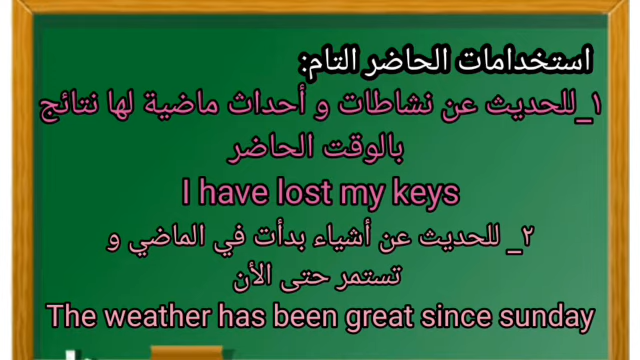 استخدامات الحاضر التام:
١_للحديث عن نشاطات و أحداث ماضية لها نتائج
بالوقت الحاضر
I have lost my keys
٢_ للحديث عن أشياء بدأت في الماضي و
تستمر حتى الأن
The weather has been great since sunday